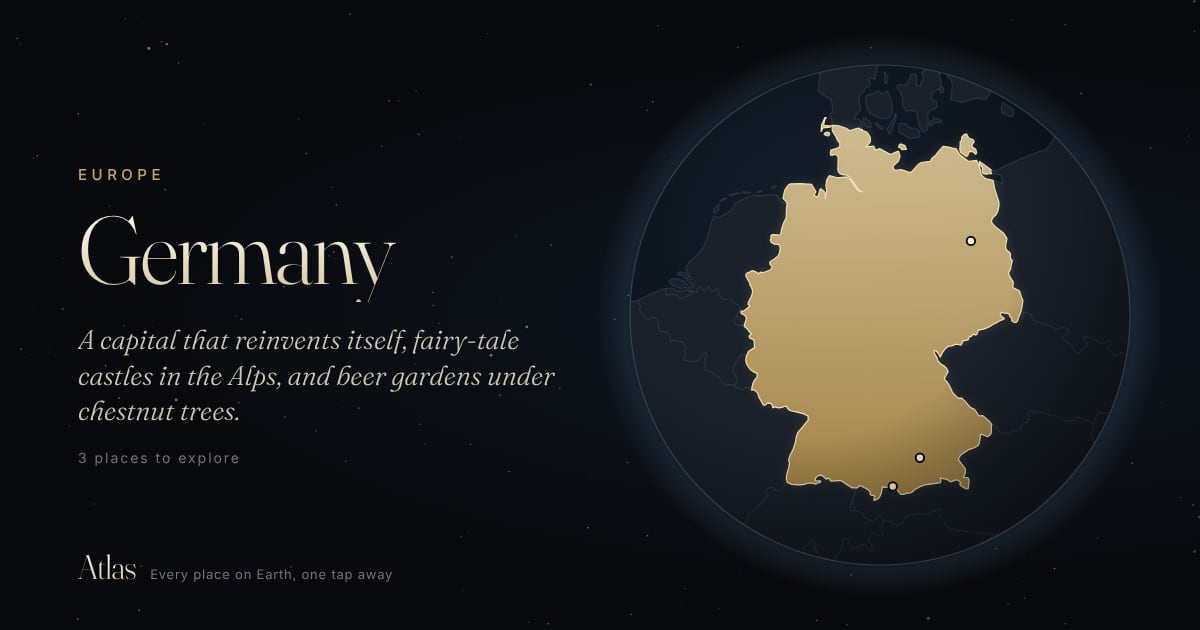 EUROPE
Germany
A capital that reinvents itself, fairy-tale
castles in the Alps, and beer gardens under
chestnut trees.
3 places to explore
Atlas Every place on Earth, one tap away